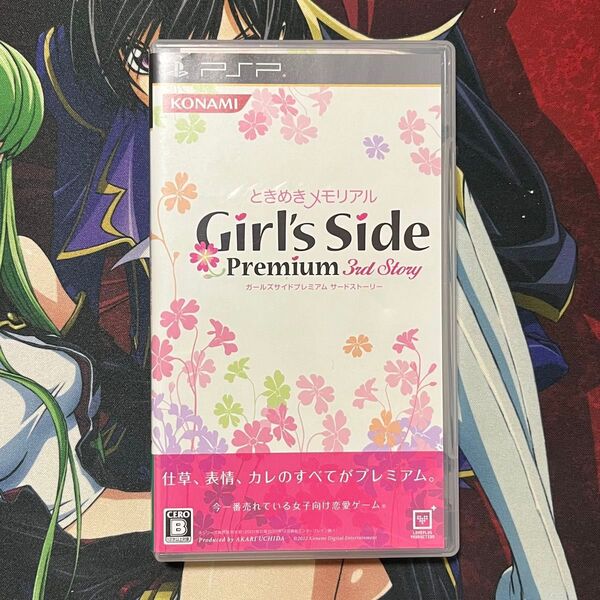 PSP
KONAMI
ときめきメモリアル
Girl's Side
Premium 3rd Story
ガールズサイドプレミアム サードストーリー
仕草、表情、カレのすべてがプレミアム。
今一番売れている女子向け恋愛ゲーム。
CERO
B
Produced by AKARI UCHIDA ©2012 Konami Digital Entertainment
LOVEPLUS
PRODUCTION